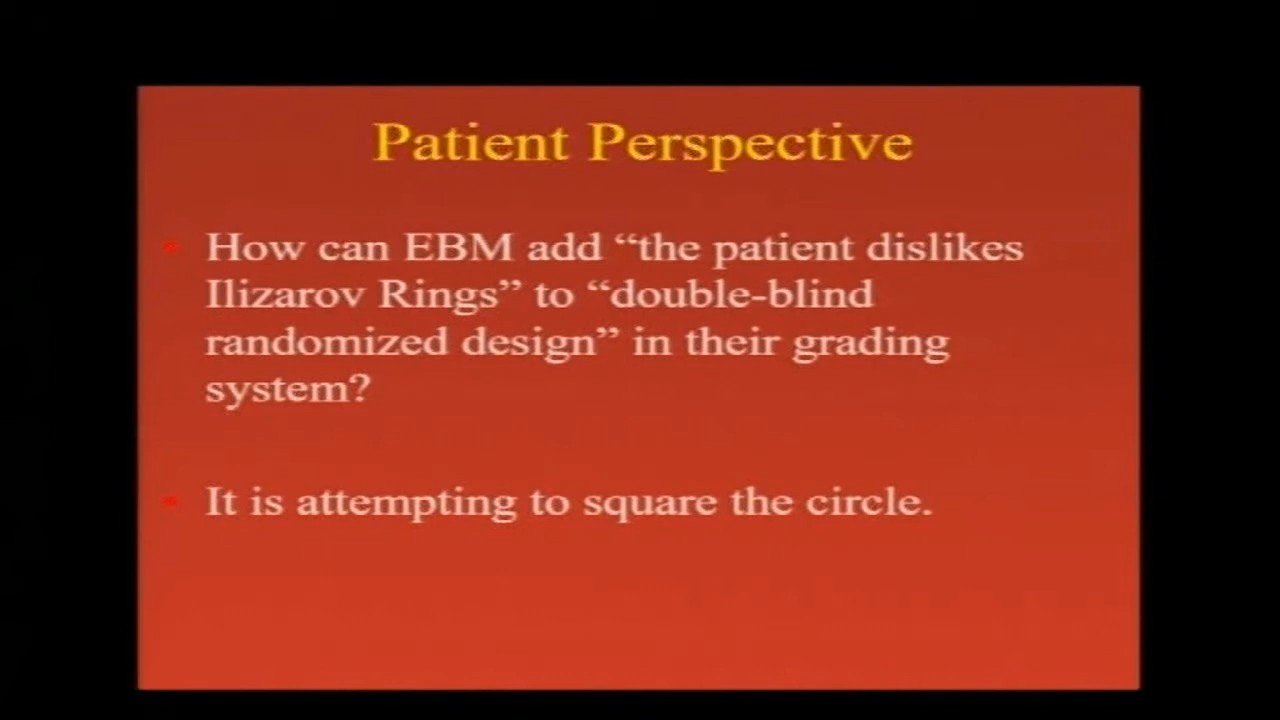 Patient Perspective
• How can EBM add “the patient dislikes
Ilizarov Rings” to “double-blind
randomized design” in their grading
system?
• It is attempting to square the circle.